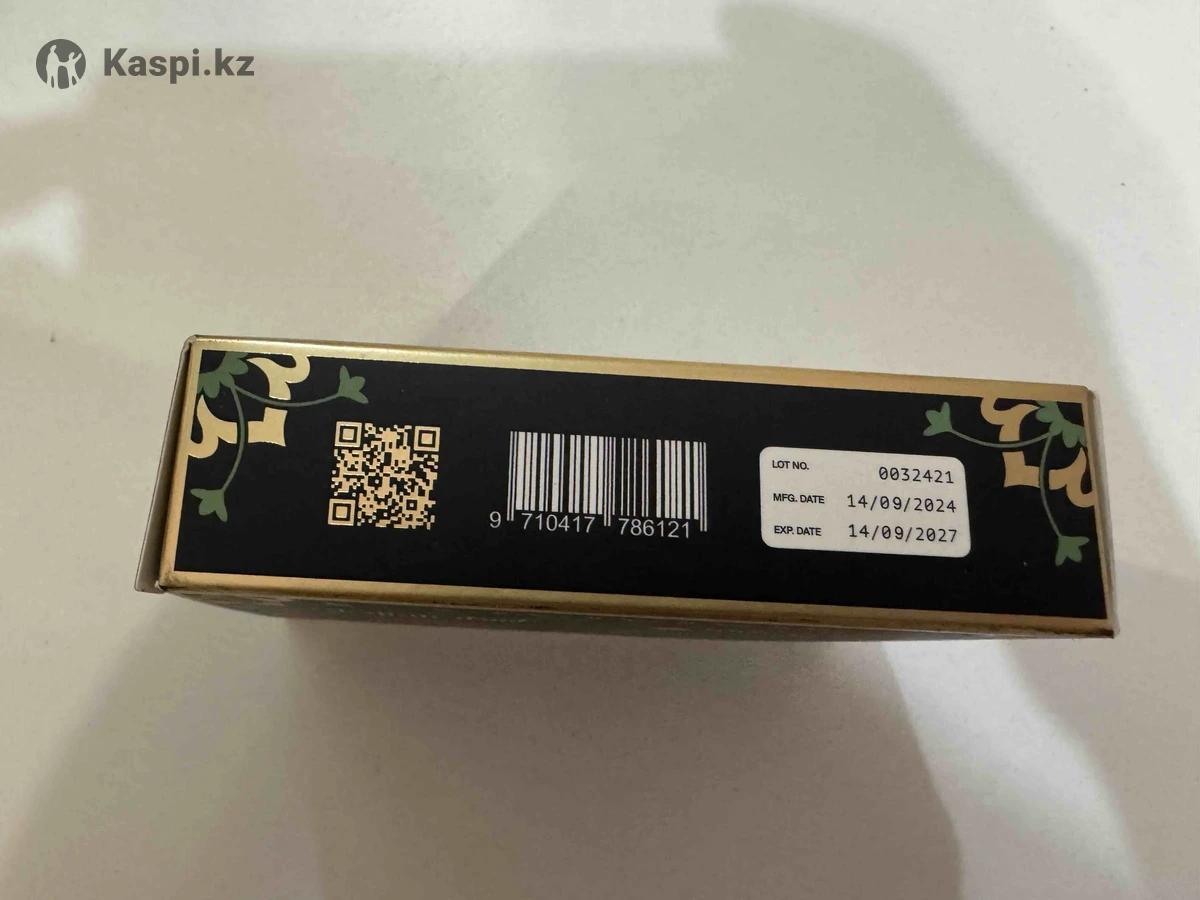 Kaspi.kz
LOT NO. 0032421
MFG. DATE 14/09/2024
EXP. DATE 14/09/2027
9 710417 786121